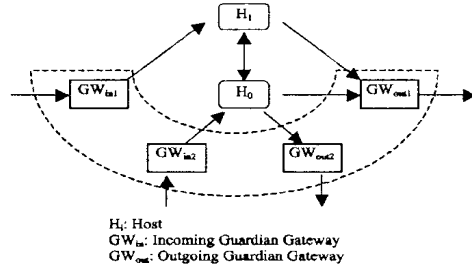 H₁
GWin1
H₀
GWout1
GWin2
GWout2
Hᵢ: Host
GWin: Incoming Guardian Gateway
GWout: Outgoing Guardian Gateway